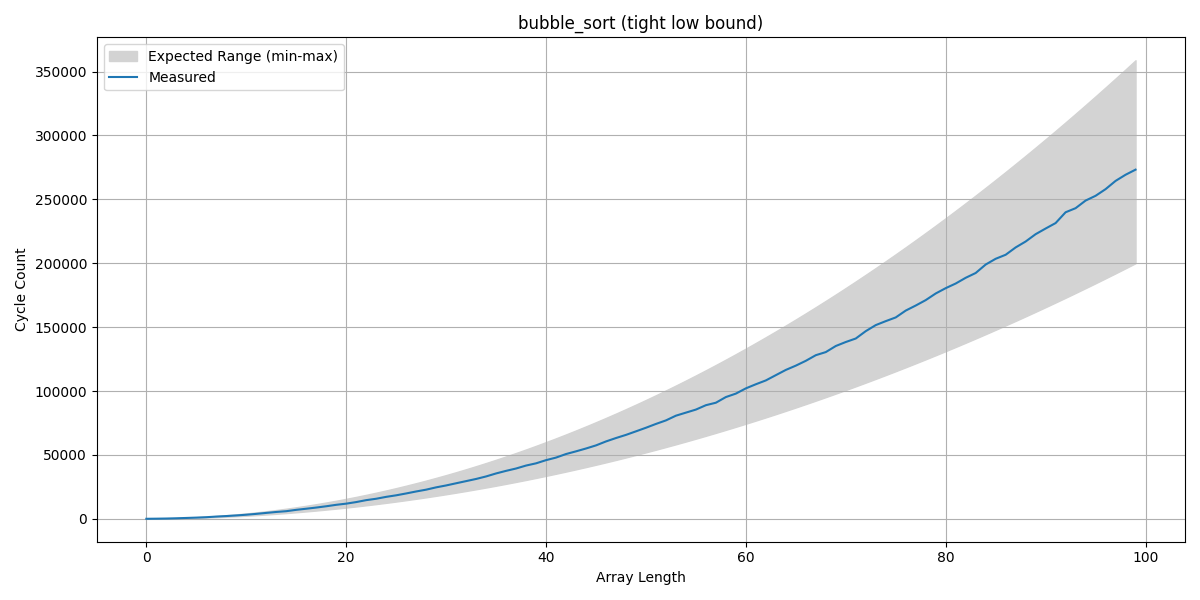 bubble_sort (tight low bound)
Expected Range (min-max)
Measured
350000
300000
250000
200000
150000
100000
50000
0
Cycle Count
0 20 40 60 80 100
Array Length